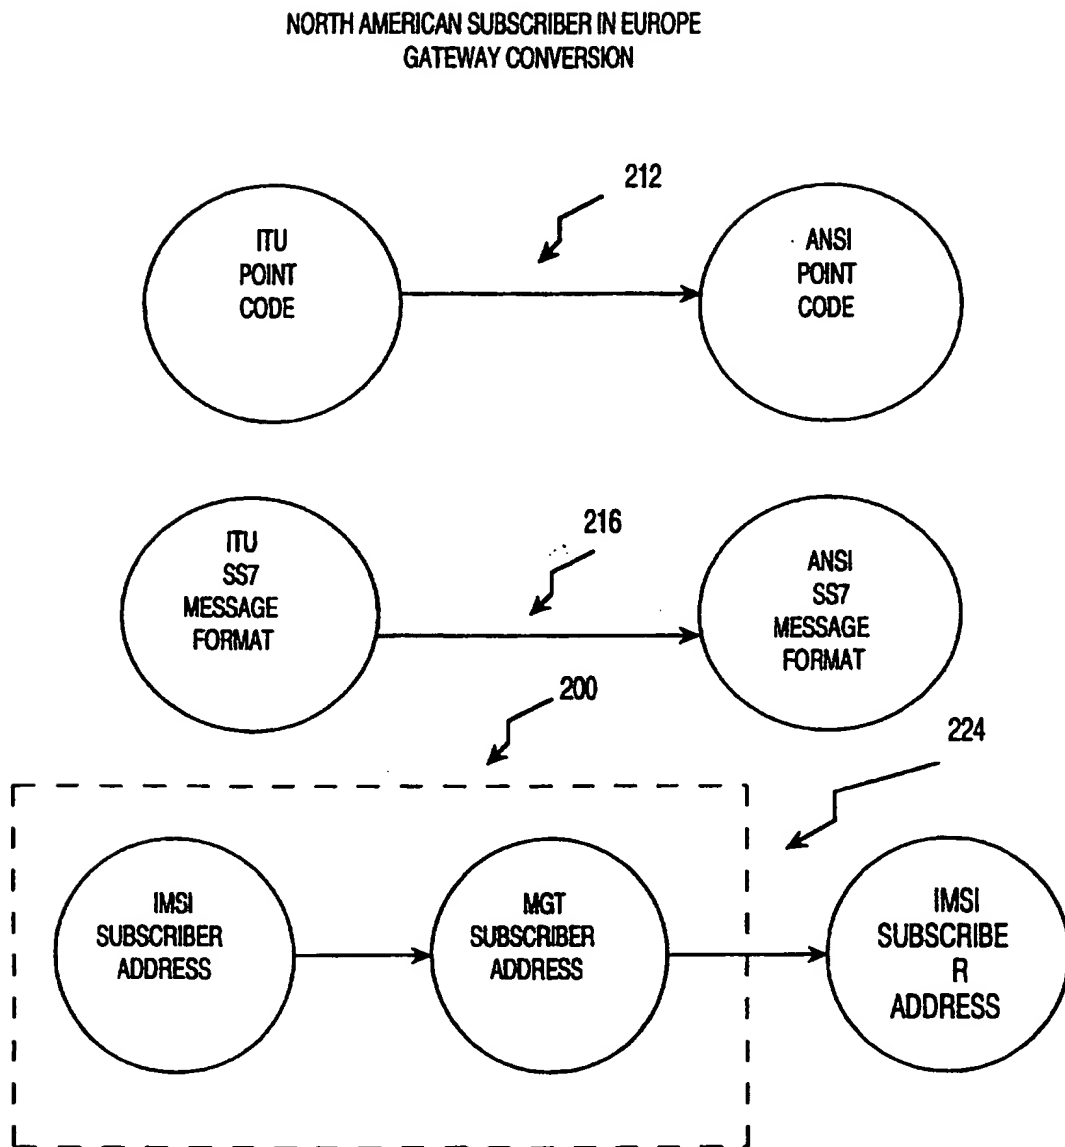 NORTH AMERICAN SUBSCRIBER IN EUROPE
GATEWAY CONVERSION
212
ITU
POINT
CODE
ANSI
POINT
CODE
216
ITU
SS7
MESSAGE
FORMAT
ANSI
SS7
MESSAGE
FORMAT
200
224
IMSI
SUBSCRIBER
ADDRESS
MGT
SUBSCRIBER
ADDRESS
IMSI
SUBSCRIBE
R
ADDRESS